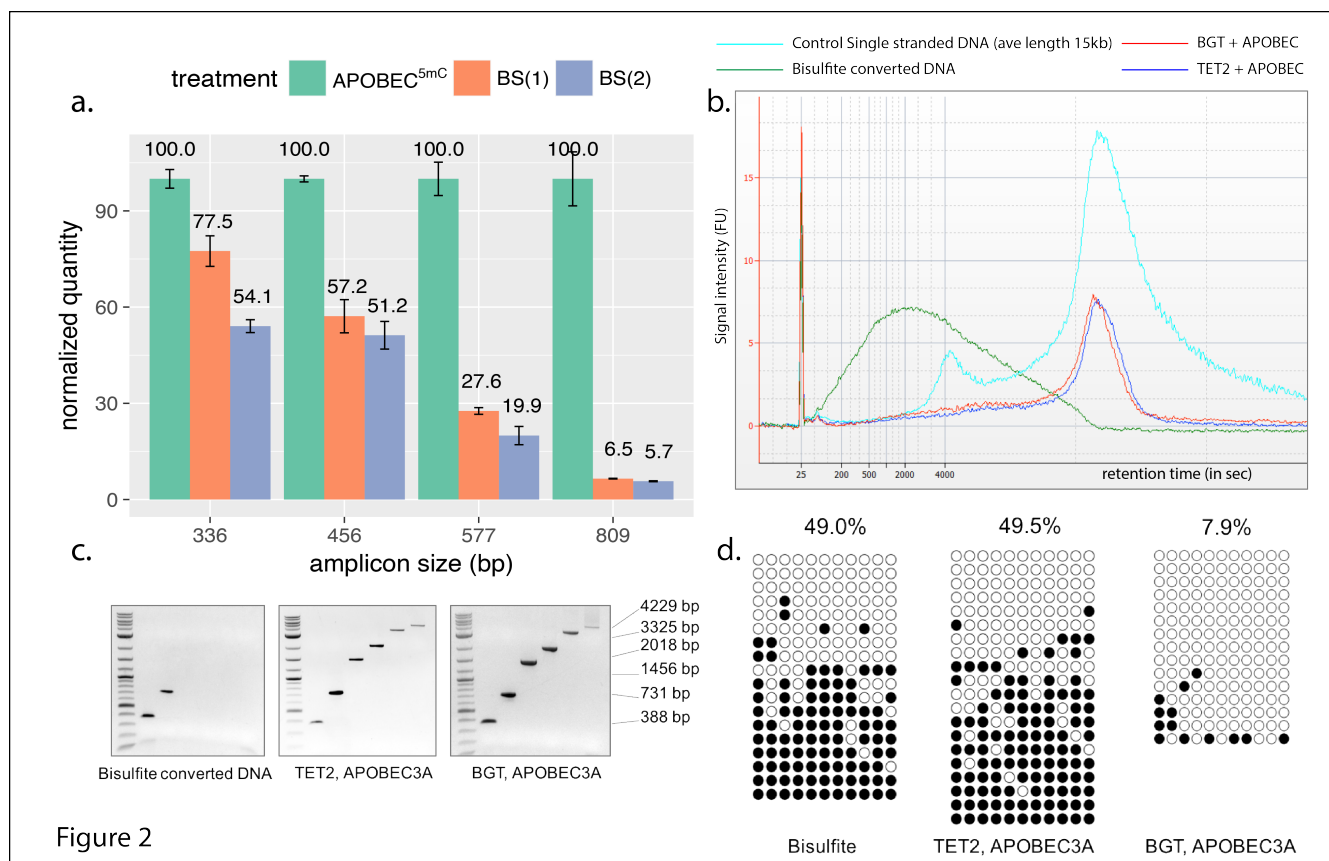 treatment APOBEC5mC BS(1) BS(2)
a.
100.0 100.0 100.0 100.0
77.5
54.1
57.2
51.2
27.6
19.9
6.5 5.7
normalized quantity
90
60
30
0
336 456 577 809
amplicon size (bp)
Control Single stranded DNA (ave length 15kb)
BGT + APOBEC
Bisulfite converted DNA
TET2 + APOBEC
b.
Signal intensity (FU)
15
10
5
0
25 200 500 2000 4000
retention time (in sec)
c.
4229 bp
3325 bp
2018 bp
1456 bp
731 bp
388 bp
Bisulfite converted DNA
TET2, APOBEC3A
BGT, APOBEC3A
d.
49.0% 49.5% 7.9%
Bisulfite
TET2, APOBEC3A
BGT, APOBEC3A
Figure 2